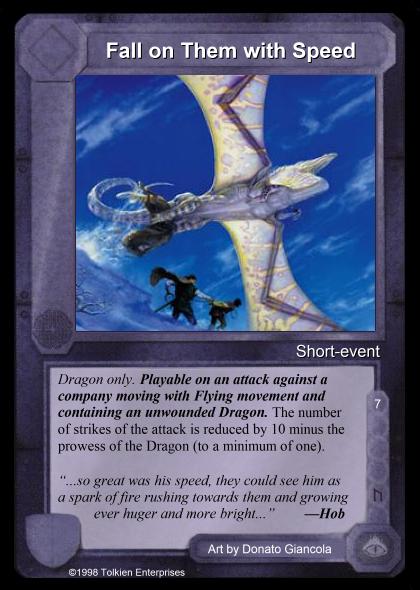 Fall on Them with Speed
Short-event
Dragon only. Playable on an attack against a
company moving with Flying movement and
containing an unwounded Dragon. The number
of strikes of the attack is reduced by 10 minus the
prowess of the Dragon (to a minimum of one).
7
“...so great was his speed, they could see him as
a spark of fire rushing towards them and growing
ever huger and more bright...” —Hob
Art by Donato Giancola
©1998 Tolkien Enterprises